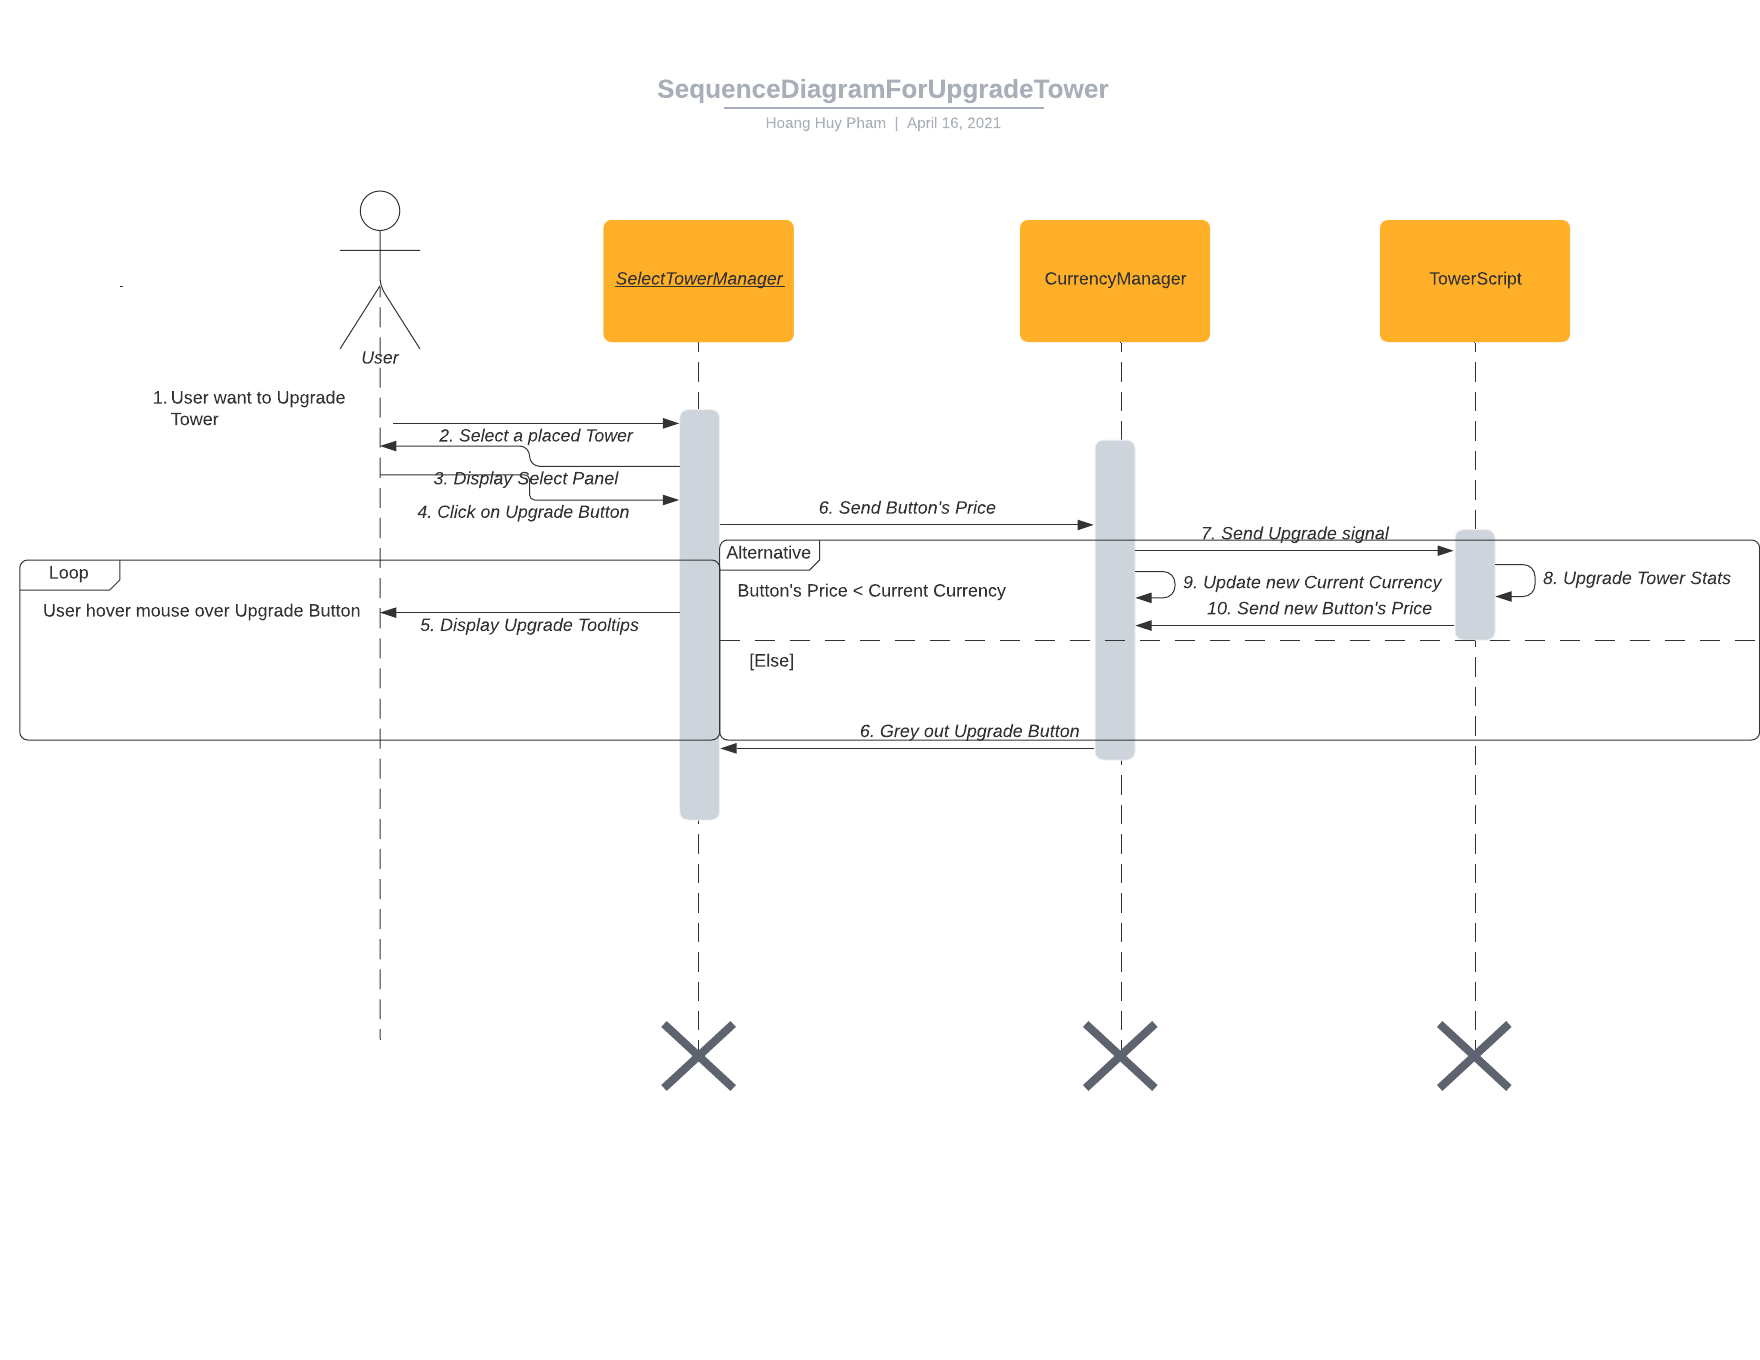 SequenceDiagramForUpgradeTower
Hoang Huy Pham | April 16, 2021
SelectTowerManager
CurrencyManager
TowerScript
User
1. User want to Upgrade
Tower
2. Select a placed Tower
3. Display Select Panel
4. Click on Upgrade Button
6. Send Button's Price
7. Send Upgrade signal
Alternative
Loop
8. Upgrade Tower Stats
9. Update new Current Currency
Button's Price < Current Currency
10. Send new Button's Price
User hover mouse over Upgrade Button
5. Display Upgrade Tooltips
[Else]
6. Grey out Upgrade Button